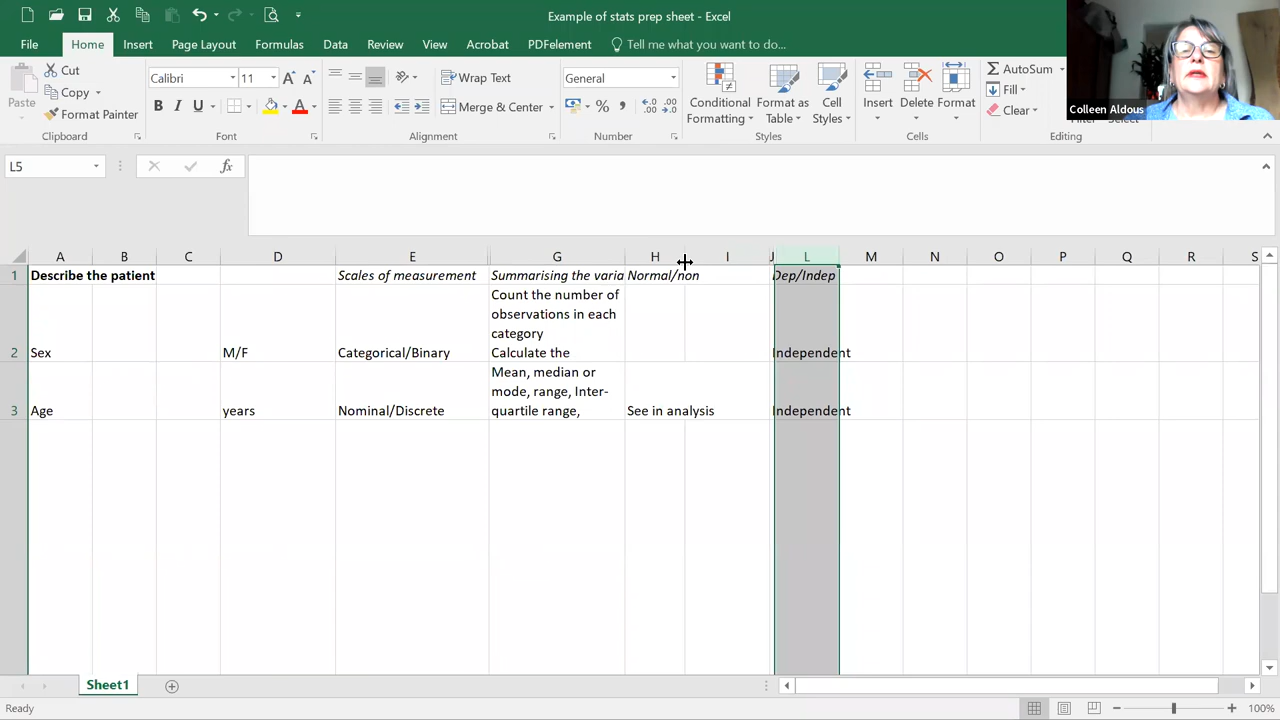 Example of stats prep sheet - Excel
File Home Insert Page Layout Formulas Data Review View Acrobat PDFelement Tell me what you want to do...
Colleen Aldous
Paste
Cut
Copy
Format Painter
Clipboard
Calibri 11
B I U A
Font
Wrap Text
Merge & Center
Alignment
General
%
Number
Conditional Formatting
Format as Table
Cell Styles
Styles
Insert
Delete
Format
Cells
AutoSum
Fill
Clear
Editing
L5
fx
A B C D E G H I J L M N O P Q R S
1 Describe the patient Scales of measurement Summarising the varia Normal/non Dep/Indep
Count the number of
observations in each
category
2 Sex M/F Categorical/Binary Calculate the Independent
Mean, median or
mode, range, Inter-
3 Age years Nominal/Discrete quartile range, See in analysis Independent
Sheet1
Ready
100%